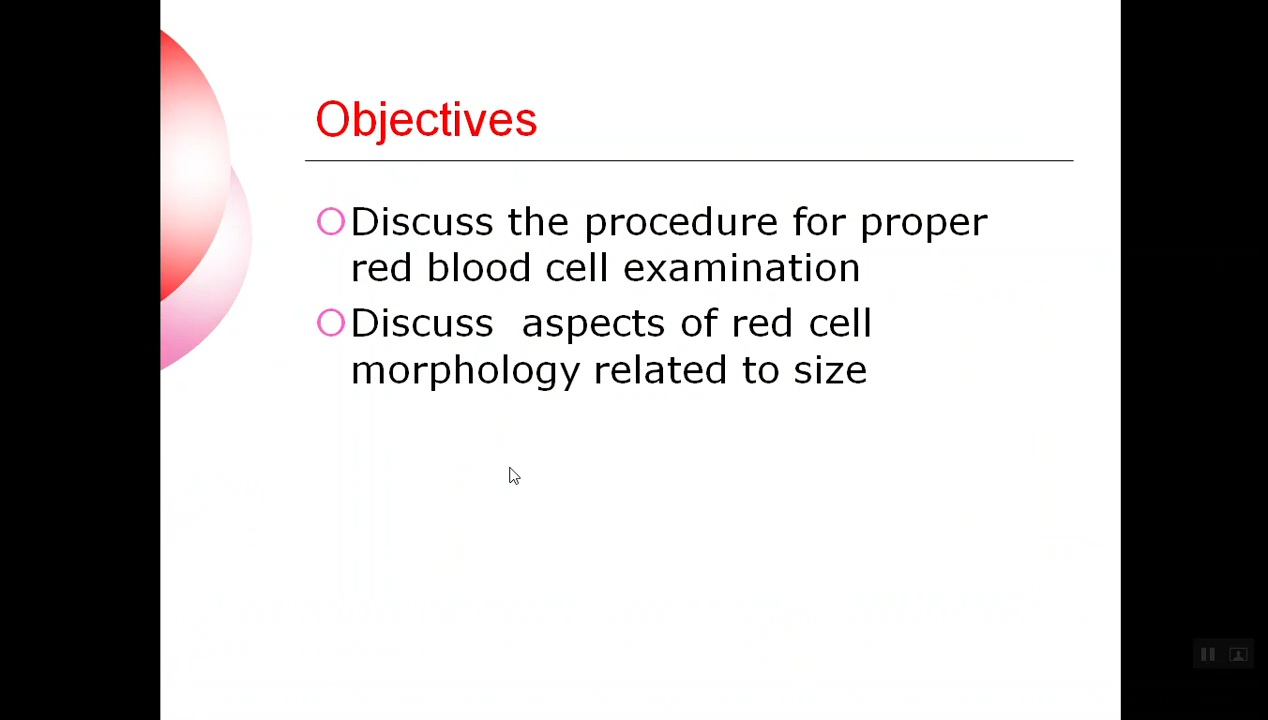 Objectives
Discuss the procedure for proper
red blood cell examination
Discuss  aspects of red cell
morphology related to size